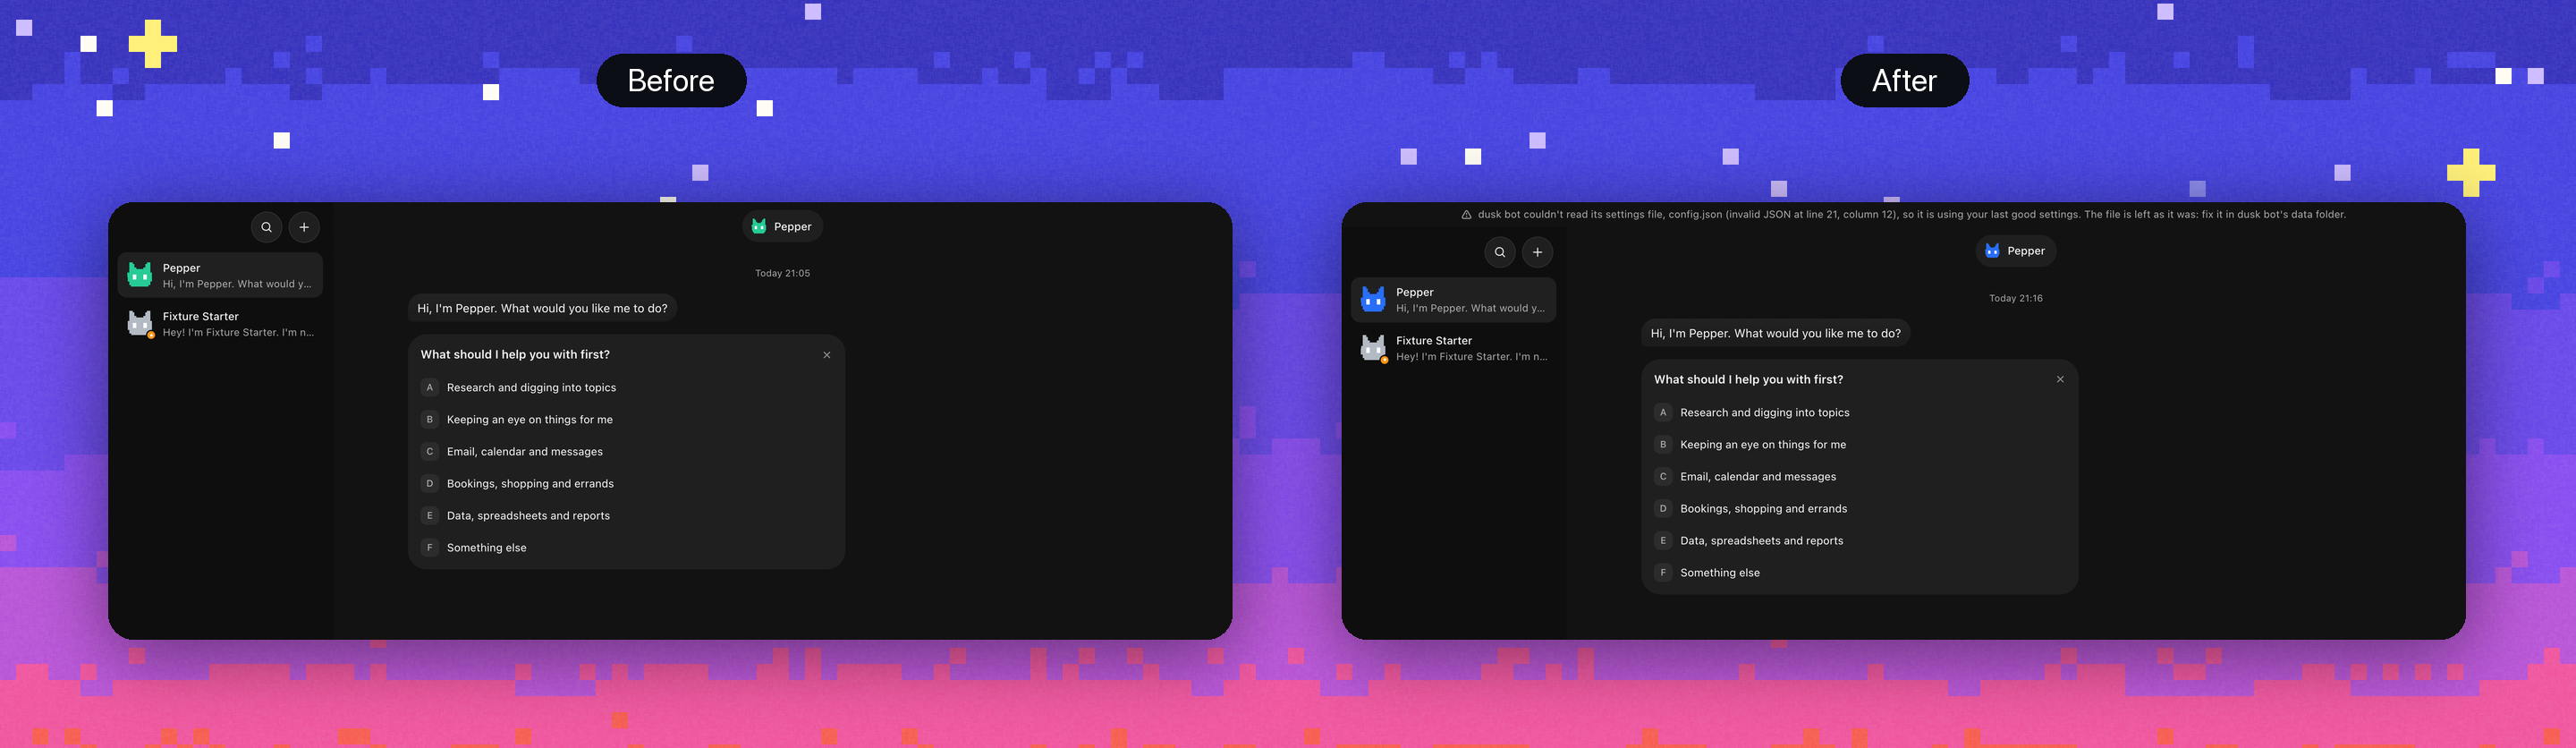 Before
Pepper
Hi, I'm Pepper. What would y...
Fixture Starter
Hey! I'm Fixture Starter. I'm n...
Pepper
Today 21:05
Hi, I'm Pepper. What would you like me to do?
What should I help you with first?
A Research and digging into topics
B Keeping an eye on things for me
C Email, calendar and messages
D Bookings, shopping and errands
E Data, spreadsheets and reports
F Something else
After
dusk bot couldn't read its settings file, config.json (invalid JSON at line 21, column 12), so it is using your last good settings. The file is left as it was: fix it in dusk bot's data folder.
Pepper
Hi, I'm Pepper. What would y...
Fixture Starter
Hey! I'm Fixture Starter. I'm n...
Pepper
Today 21:16
Hi, I'm Pepper. What would you like me to do?
What should I help you with first?
A Research and digging into topics
B Keeping an eye on things for me
C Email, calendar and messages
D Bookings, shopping and errands
E Data, spreadsheets and reports
F Something else